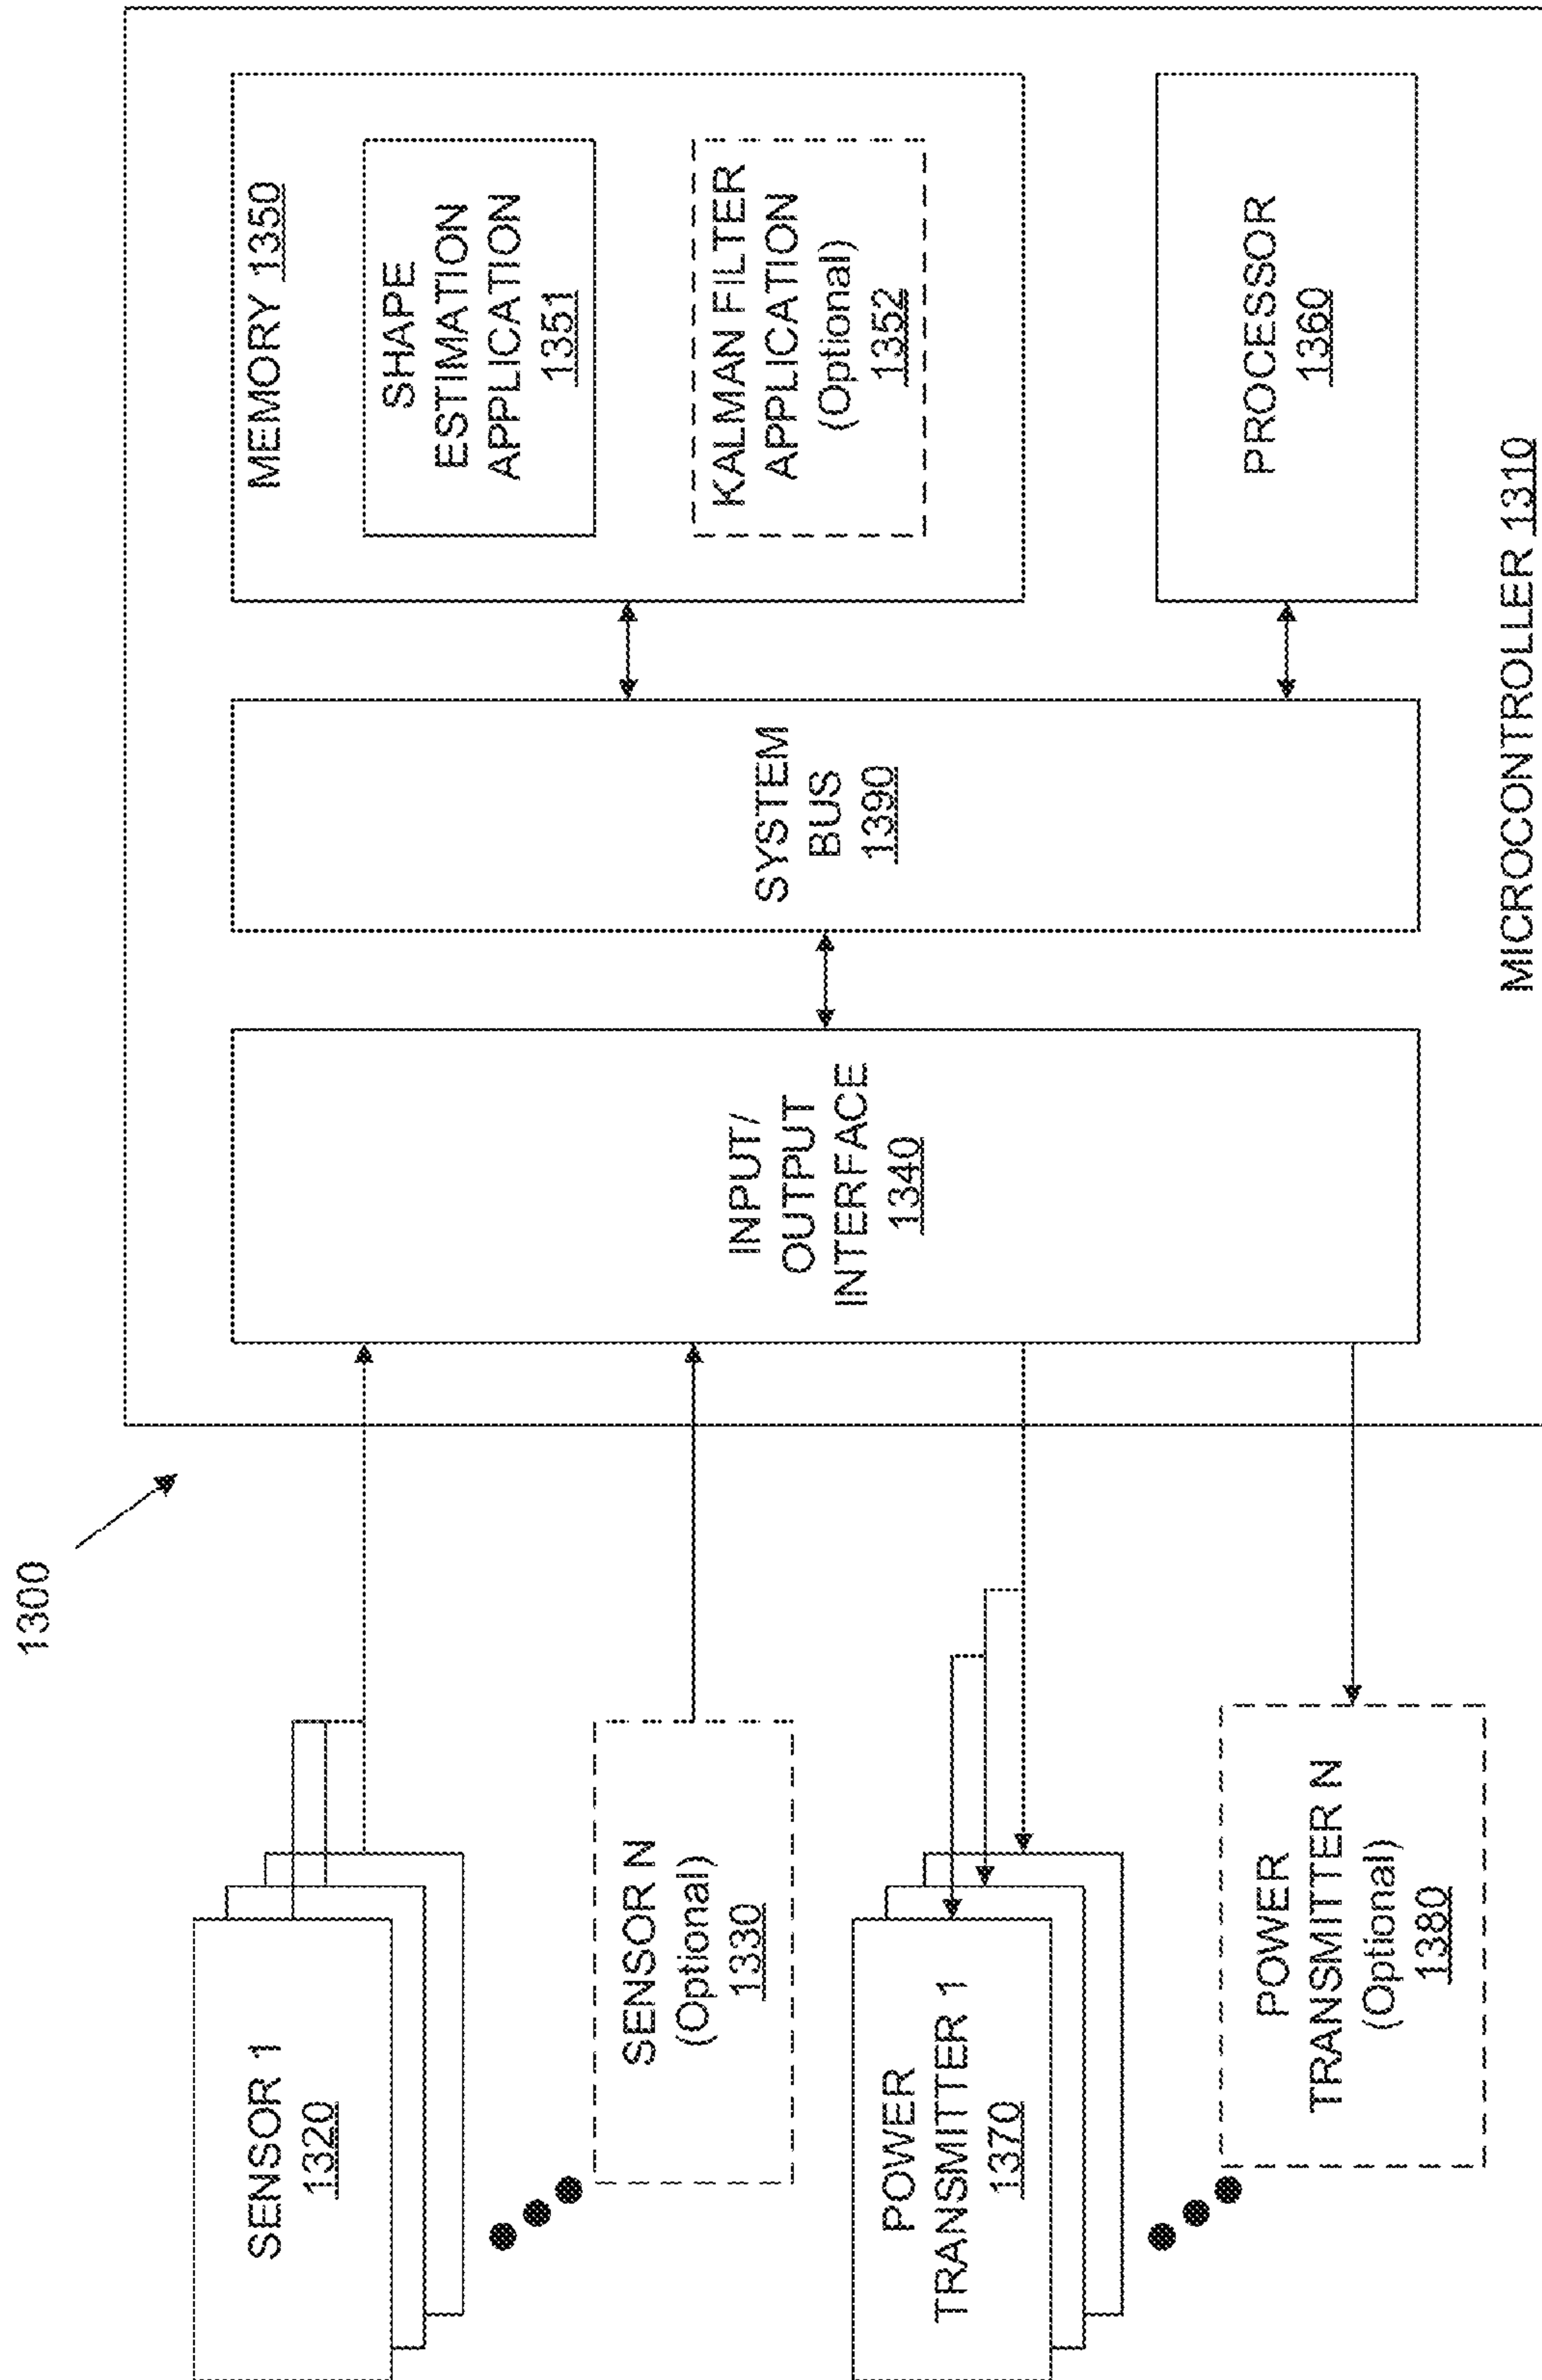 1300
SENSOR 1
1320
SENSOR N
(Optional)
1330
POWER
TRANSMITTER 1
1370
POWER
TRANSMITTER N
(Optional)
1380
INPUT/
OUTPUT
INTERFACE
1340
SYSTEM
BUS
1390
MEMORY 1350
SHAPE
ESTIMATION
APPLICATION
1351
KALMAN FILTER
APPLICATION
(Optional)
1352
PROCESSOR
1360
MICROCONTROLLER 1310